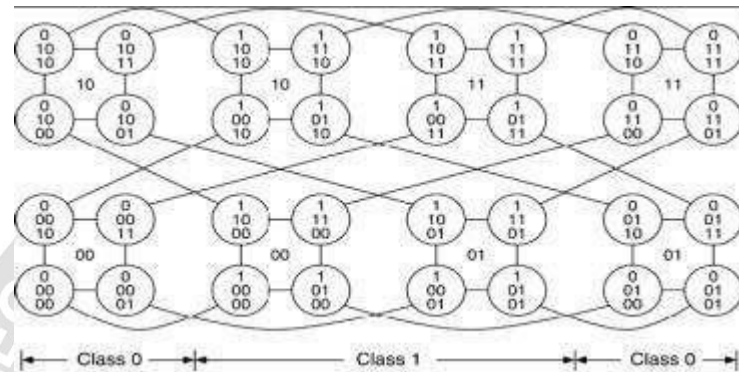 0 0 1 1 1 1 0 0
10 10 10 11 10 11 11 11
10 11 10 10 11 11 10 11
10 10 11 11
0 0 1 1 1 1 0 0
10 10 00 01 00 01 11 11
00 01 10 10 11 11 00 01
0 0 1 1 1 1 0 0
00 00 10 11 10 11 01 01
10 11 00 00 01 01 10 11
00 00 01 01
0 0 1 1 1 1 0 0
00 00 00 01 00 01 01 01
00 01 00 00 01 01 00 01
Class 0 Class 1 Class 0